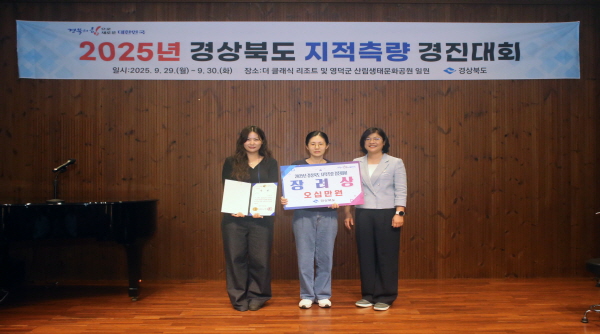 2025년 경상북도 지적측량 경진대회
일시:2025. 9. 29.(월) ~ 9. 30.(화) 장소:더 클래식 리조트 및 영덕군 산림생태문화공원 일원 경상북도
장려상
오십만원